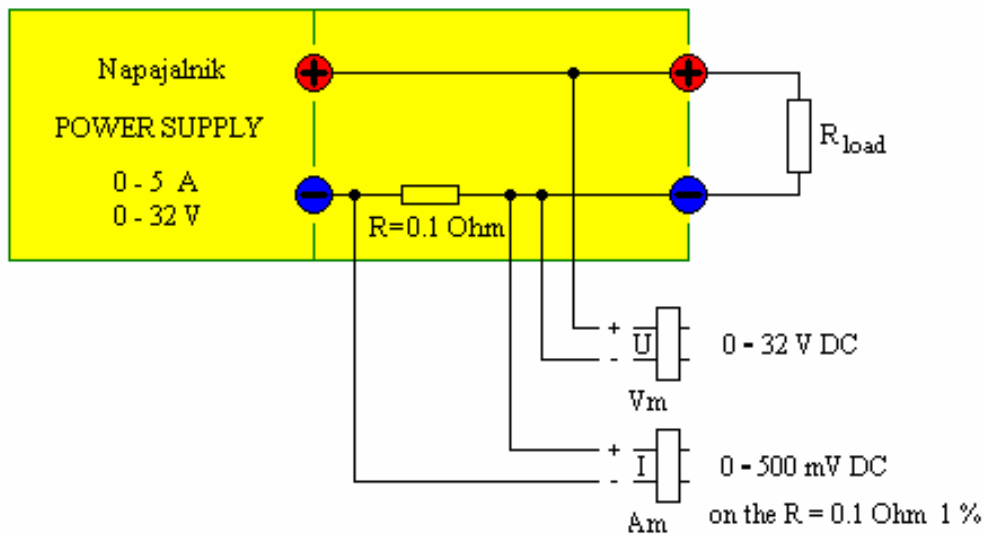 Napajalnik
POWER SUPPLY
0 - 5 A
0 - 32 V
R=0.1 Ohm
R load
+
U
-
0 - 32 V DC
Vm
+
I
-
0 - 500 mV DC
Am
on the R = 0.1 Ohm 1 %